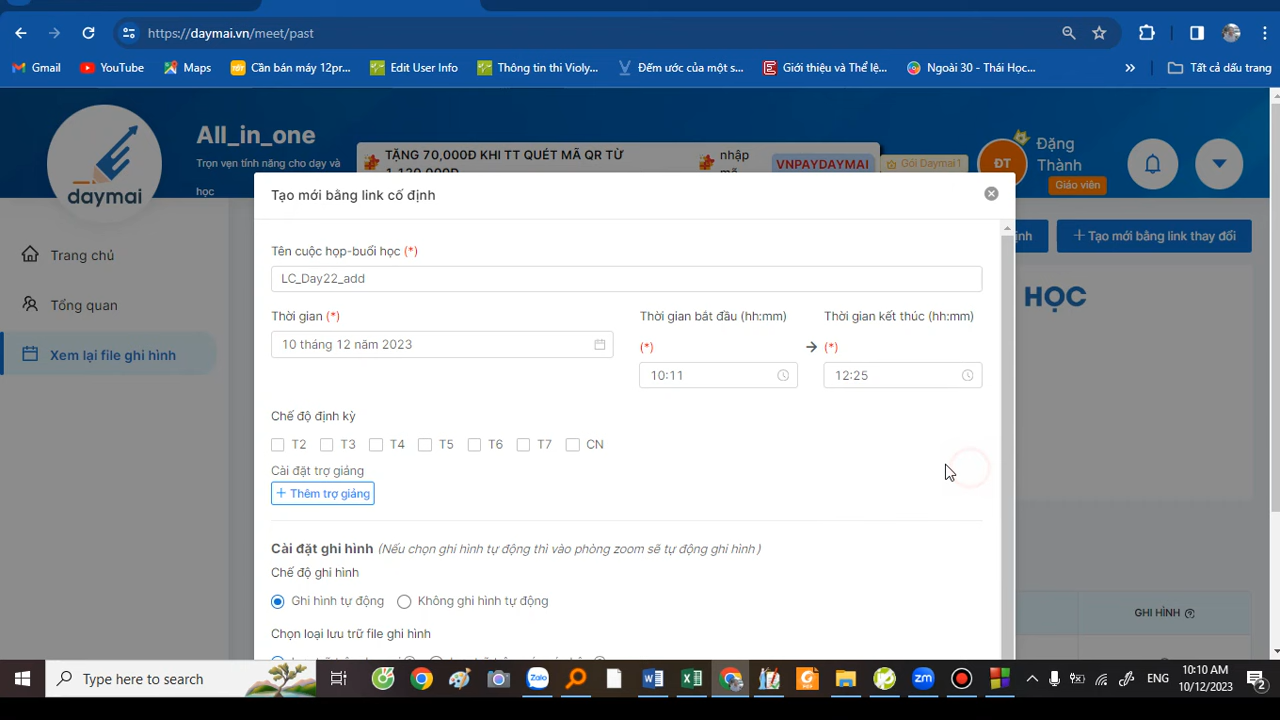 https://daymai.vn/meet/past
Gmail
YouTube
Maps
Cần bán máy 12pr...
Edit User Info
Thông tin thi Violy...
Đếm ước của một s...
Giới thiệu và Thể lệ...
Ngoài 30 - Thái Học...
»
Tất cả dấu trang
daymai
All_in_one
Trọn vẹn tính năng cho dạy và
học
TẶNG 70,000Đ KHI TT QUÉT MÃ QR TỪ
nhập
VNPAYDAYMAI
Gói Daymai1
ĐT
Đặng
Thành
Giáo viên
Trang chủ
Tổng quan
Xem lại file ghi hình
+ Tạo mới bằng link thay đổi
HỌC
GHI HÌNH
Tạo mới bằng link cố định
Tên cuộc họp-buổi học (*)
LC_Day22_add
Thời gian (*)
10 tháng 12 năm 2023
Thời gian bắt đầu (hh:mm)
(*)
10:11
Thời gian kết thúc (hh:mm)
(*)
12:25
Chế độ định kỳ
T2 T3 T4 T5 T6 T7 CN
Cài đặt trợ giảng
+ Thêm trợ giảng
Cài đặt ghi hình (Nếu chọn ghi hình tự động thì vào phòng zoom sẽ tự động ghi hình)
Chế độ ghi hình
Ghi hình tự động Không ghi hình tự động
Chọn loại lưu trữ file ghi hình
Type here to search
Zalo
zm
ENG
10:10 AM
10/12/2023
2